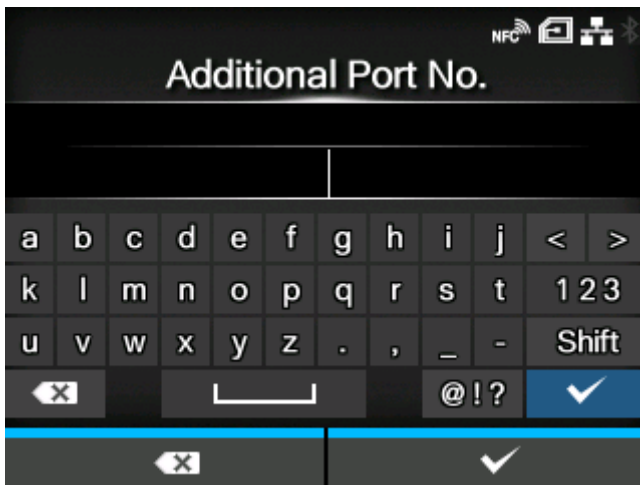 NFC
Additional Port No.
a b c d e f g h i j < >
k l m n o p q r s t 123
u v w x y z . , _ - Shift
@!?